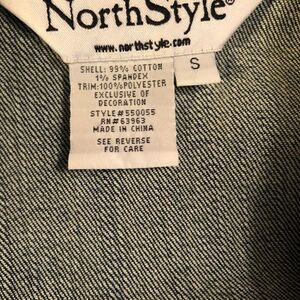 NorthStyle®
www.northstyle.com
S
SHELL: 99% COTTON
1% SPANDEX
TRIM:100%POLYESTER
EXCLUSIVE OF
DECORATION
STYLE#550055
RN#63963
MADE IN CHINA
SEE REVERSE
FOR CARE